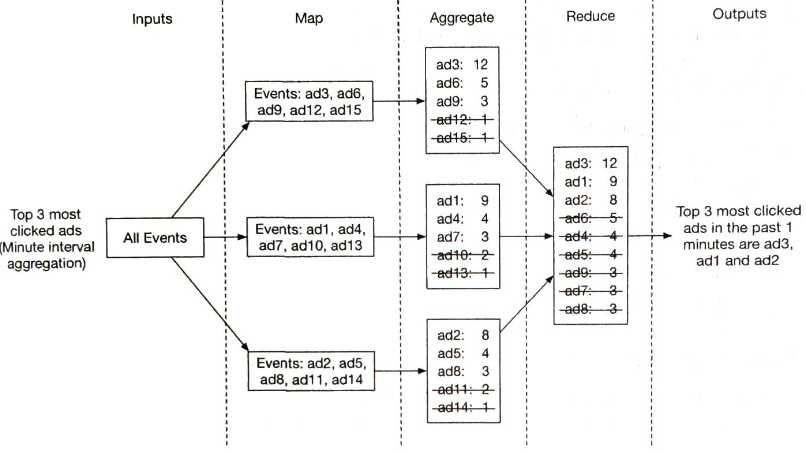 Inputs
Map
Aggregate
Reduce
Outputs
Top 3 most
clicked ads
(Minute interval
aggregation)
All Events
Events: ad3, ad6,
ad9, ad12, ad15
Events: ad1, ad4,
ad7, ad10, ad13
Events: ad2, ad5,
ad8, ad11, ad14
ad3: 12
ad6: 5
ad9: 3
ad12: 1
ad15: 1
ad1: 9
ad4: 4
ad7: 3
ad10: 2
ad13: 1
ad2: 8
ad5: 4
ad8: 3
ad11: 2
ad14: 1
ad3: 12
ad1: 9
ad2: 8
ad6: 5
ad4: 4
ad5: 4
ad9: 3
ad7: 3
ad8: 3
Top 3 most clicked
ads in the past 1
minutes are ad3,
ad1 and ad2